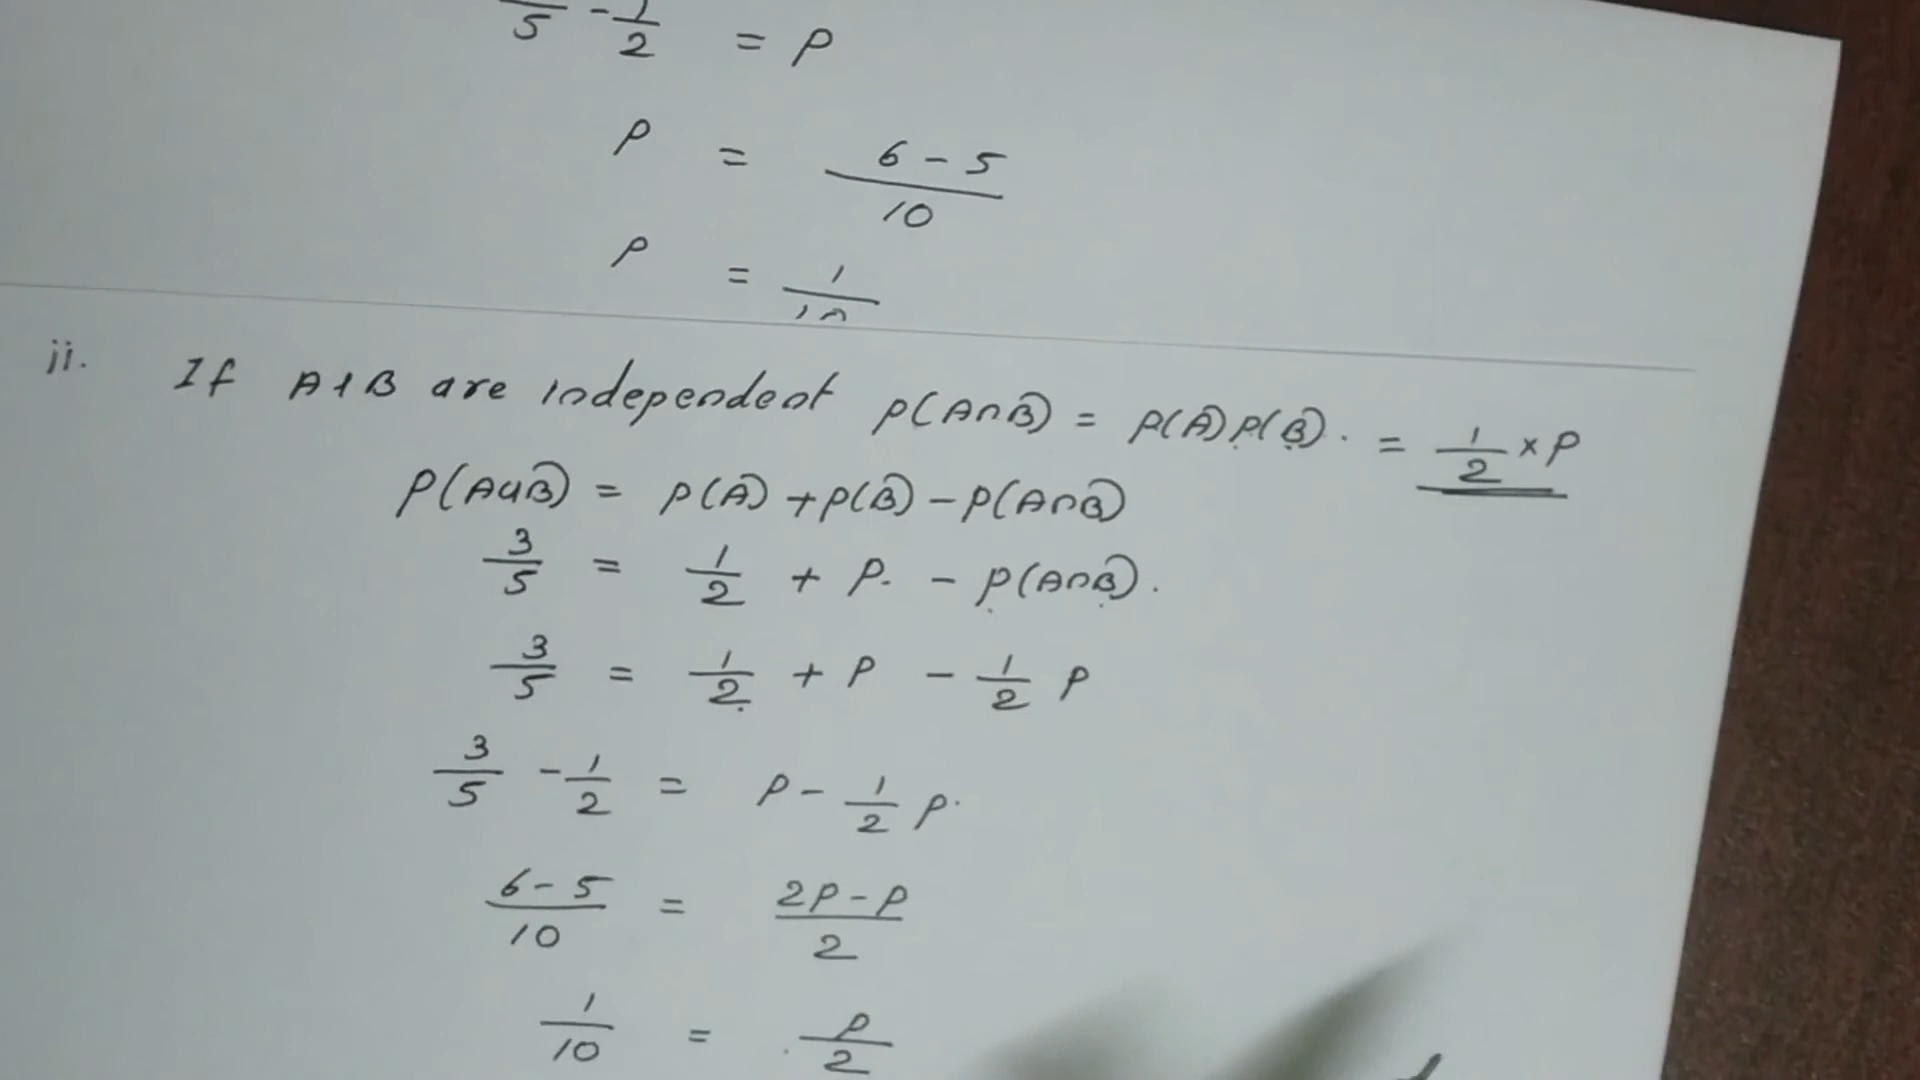 5 - 1/2 = P
P = 6 - 5 / 10
P = 1/10
ii. If A & B are independent P(A∩B) = P(A)P(B). = 1/2 × P
P(A∪B) = P(A) + P(B) - P(A∩B)
3/5 = 1/2 + P. - P(A∩B).
3/5 = 1/2 + P - 1/2 P
3/5 - 1/2 = P - 1/2 P.
6 - 5 / 10 = 2P - P / 2
1/10 = P/2